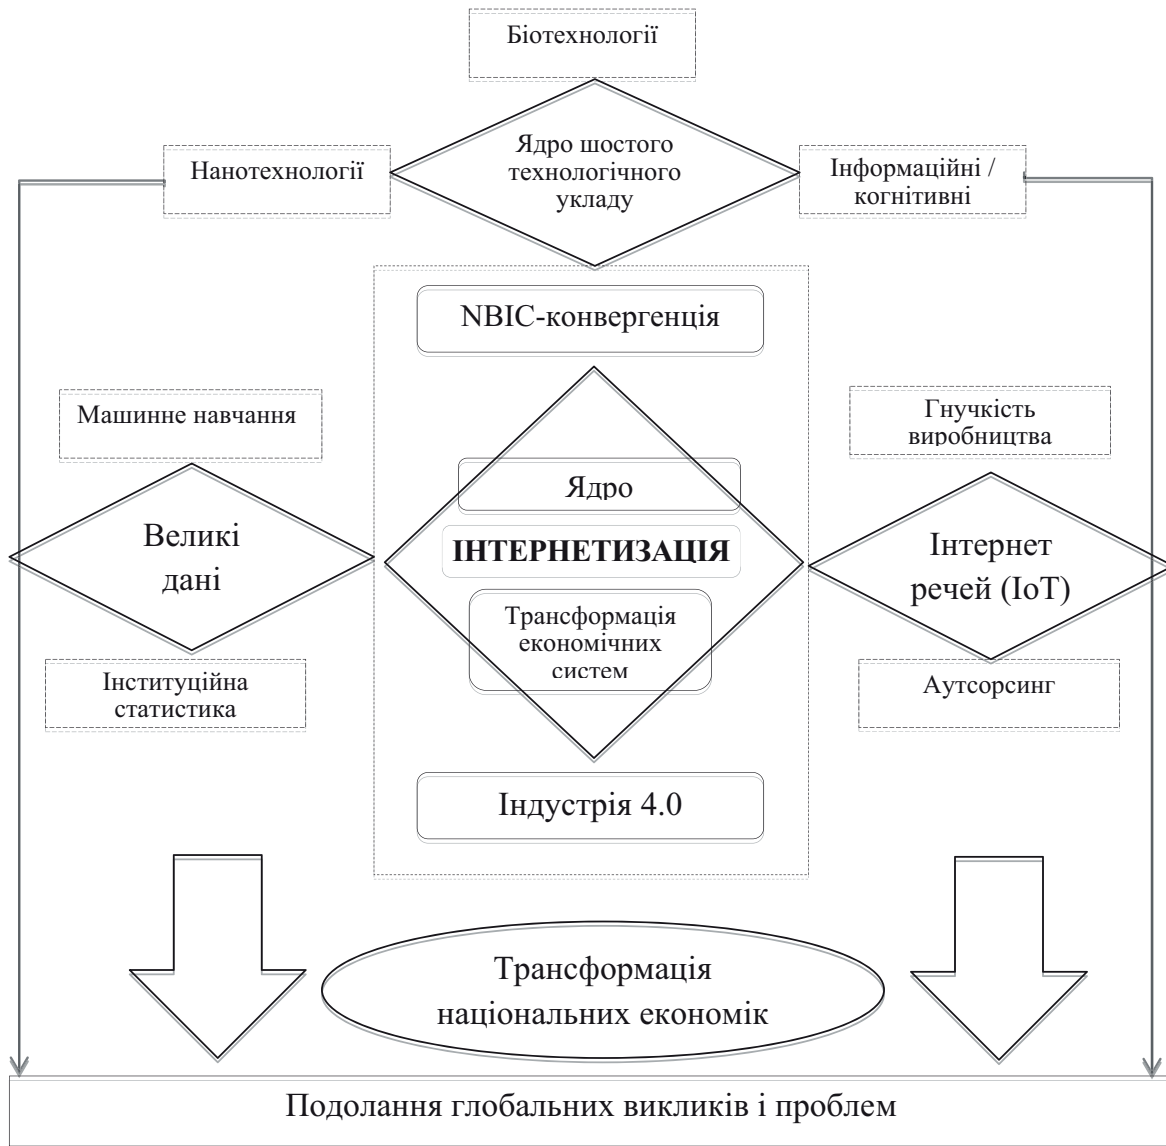 Біотехнології
Нанотехнології
Ядро шостого
технологічного
укладу
Інформаційні /
когнітивні
NBIC-конвергенція
Машинне навчання
Гнучкість
виробництва
Великі
дані
Ядро
ІНТЕРНЕТИЗАЦІЯ
Трансформація
економічних
систем
Інтернет
речей (IoT)
Інституційна
статистика
Аутсорсинг
Індустрія 4.0
Трансформація
національних економік
Подолання глобальних викликів і проблем